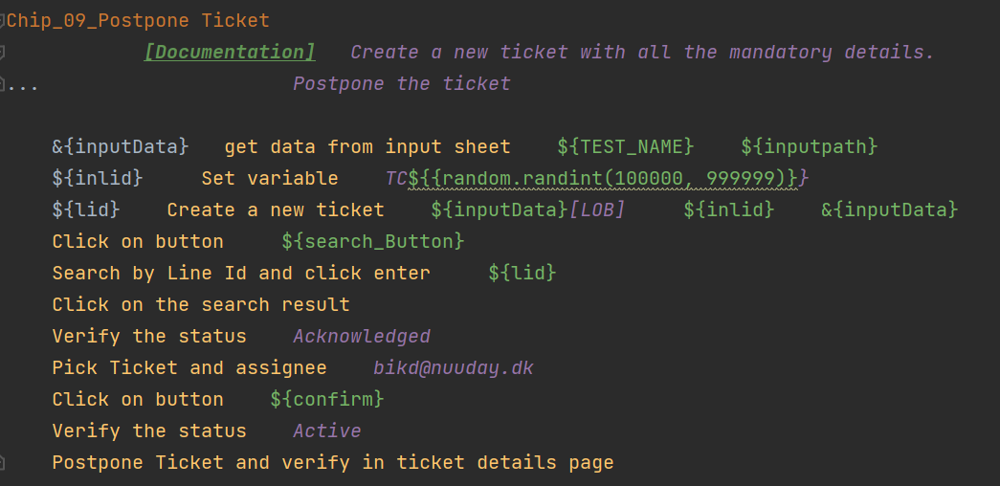 Chip_09_Postpone Ticket
[Documentation] Create a new ticket with all the mandatory details.
... Postpone the ticket
&{inputData} get data from input sheet ${TEST_NAME} ${inputpath}
${inlid} Set variable TC${{random.randint(100000, 999999)}}
${lid} Create a new ticket ${inputData}[LOB] ${inlid} &{inputData}
Click on button ${search_Button}
Search by Line Id and click enter ${lid}
Click on the search result
Verify the status Acknowledged
Pick Ticket and assignee bikd@nuuday.dk
Click on button ${confirm}
Verify the status Active
Postpone Ticket and verify in ticket details page